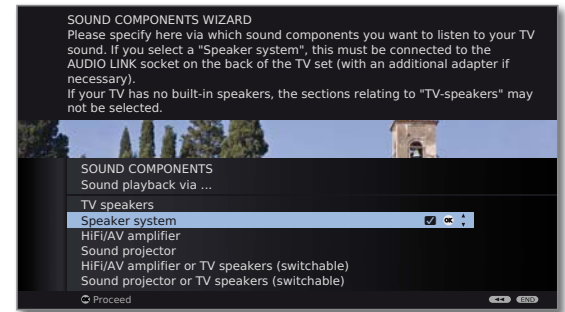 SOUND COMPONENTS WIZARD
Please specify here via which sound components you want to listen to your TV
sound. If you select a "Speaker system", this must be connected to the
AUDIO LINK socket on the back of the TV set (with an additional adapter if
necessary).
If your TV has no built-in speakers, the sections relating to "TV-speakers" may
not be selected.
SOUND COMPONENTS
Sound playback via ...
TV speakers
Speaker system OK
HiFi/AV amplifier
Sound projector
HiFi/AV amplifier or TV speakers (switchable)
Sound projector or TV speakers (switchable)
OK Proceed END